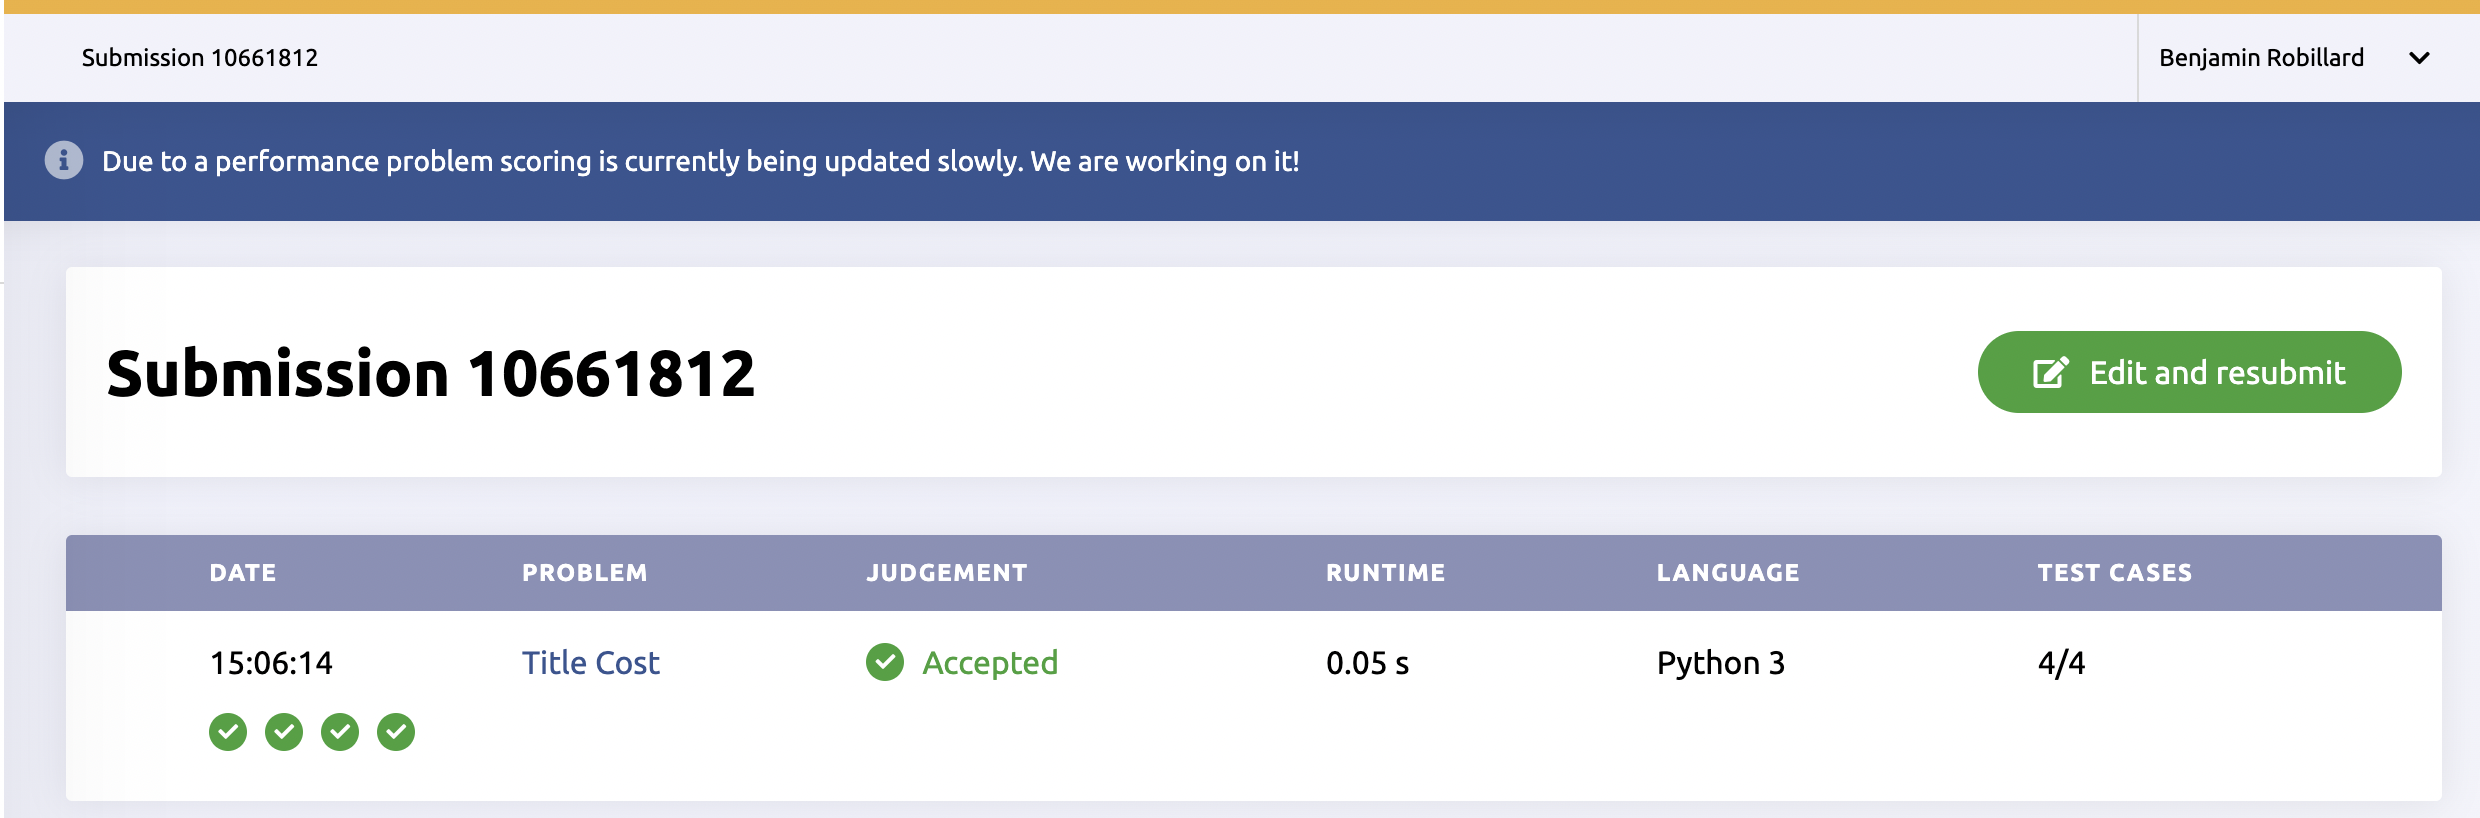 Submission 10661812
Benjamin Robillard
Due to a performance problem scoring is currently being updated slowly. We are working on it!
Submission 10661812
Edit and resubmit
DATE PROBLEM JUDGEMENT RUNTIME LANGUAGE TEST CASES
15:06:14 Title Cost Accepted 0.05 s Python 3 4/4